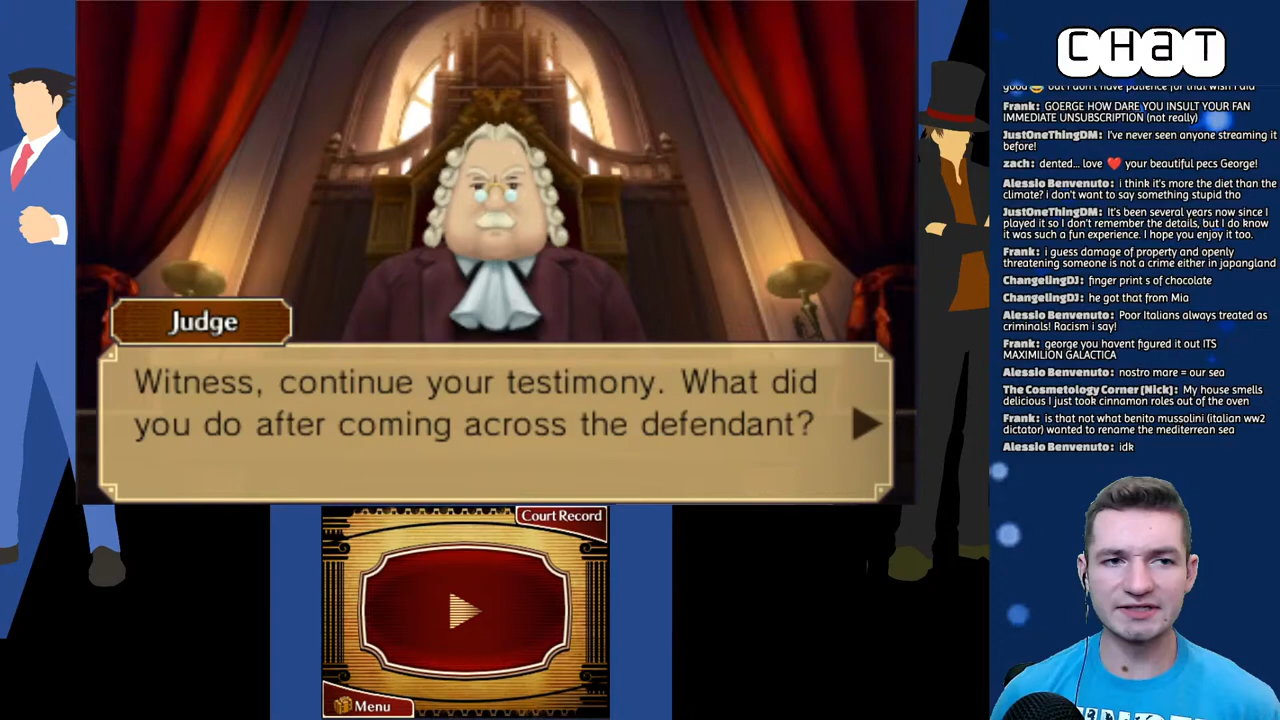 CHaT
good but i don't have patience for that wish i did
Frank: GOERGE HOW DARE YOU INSULT YOUR FAN
IMMEDIATE UNSUBSCRIPTION (not really)
JustOneThingDM: I've never seen anyone streaming it
before!
zach: dented... love ❤️ your beautiful pecs George!
Alessio Benvenuto: i think it's more the diet than the
climate? i don't want to say something stupid tho
JustOneThingDM: It's been several years now since I
played it so I don't remember the details, but I do know
it was such a fun experience. I hope you enjoy it too.
Frank: i guess damage of property and openly
threatening someone is not a crime either in japangland
ChangelingDJ: finger print s of chocolate
ChangelingDJ: he got that from Mia
Alessio Benvenuto: Poor Italians always treated as
criminals! Racism i say!
Frank: george you havent figured it out ITS
MAXIMILION GALACTICA
Alessio Benvenuto: nostro mare = our sea
The Cosmetology Corner [Nick]: My house smells
delicious I just took cinnamon roles out of the oven
Frank: is that not what benito mussolini (italian ww2
dictator) wanted to rename the mediterrean sea
Alessio Benvenuto: idk
Judge
Witness, continue your testimony. What did
you do after coming across the defendant?
Court Record
Menu